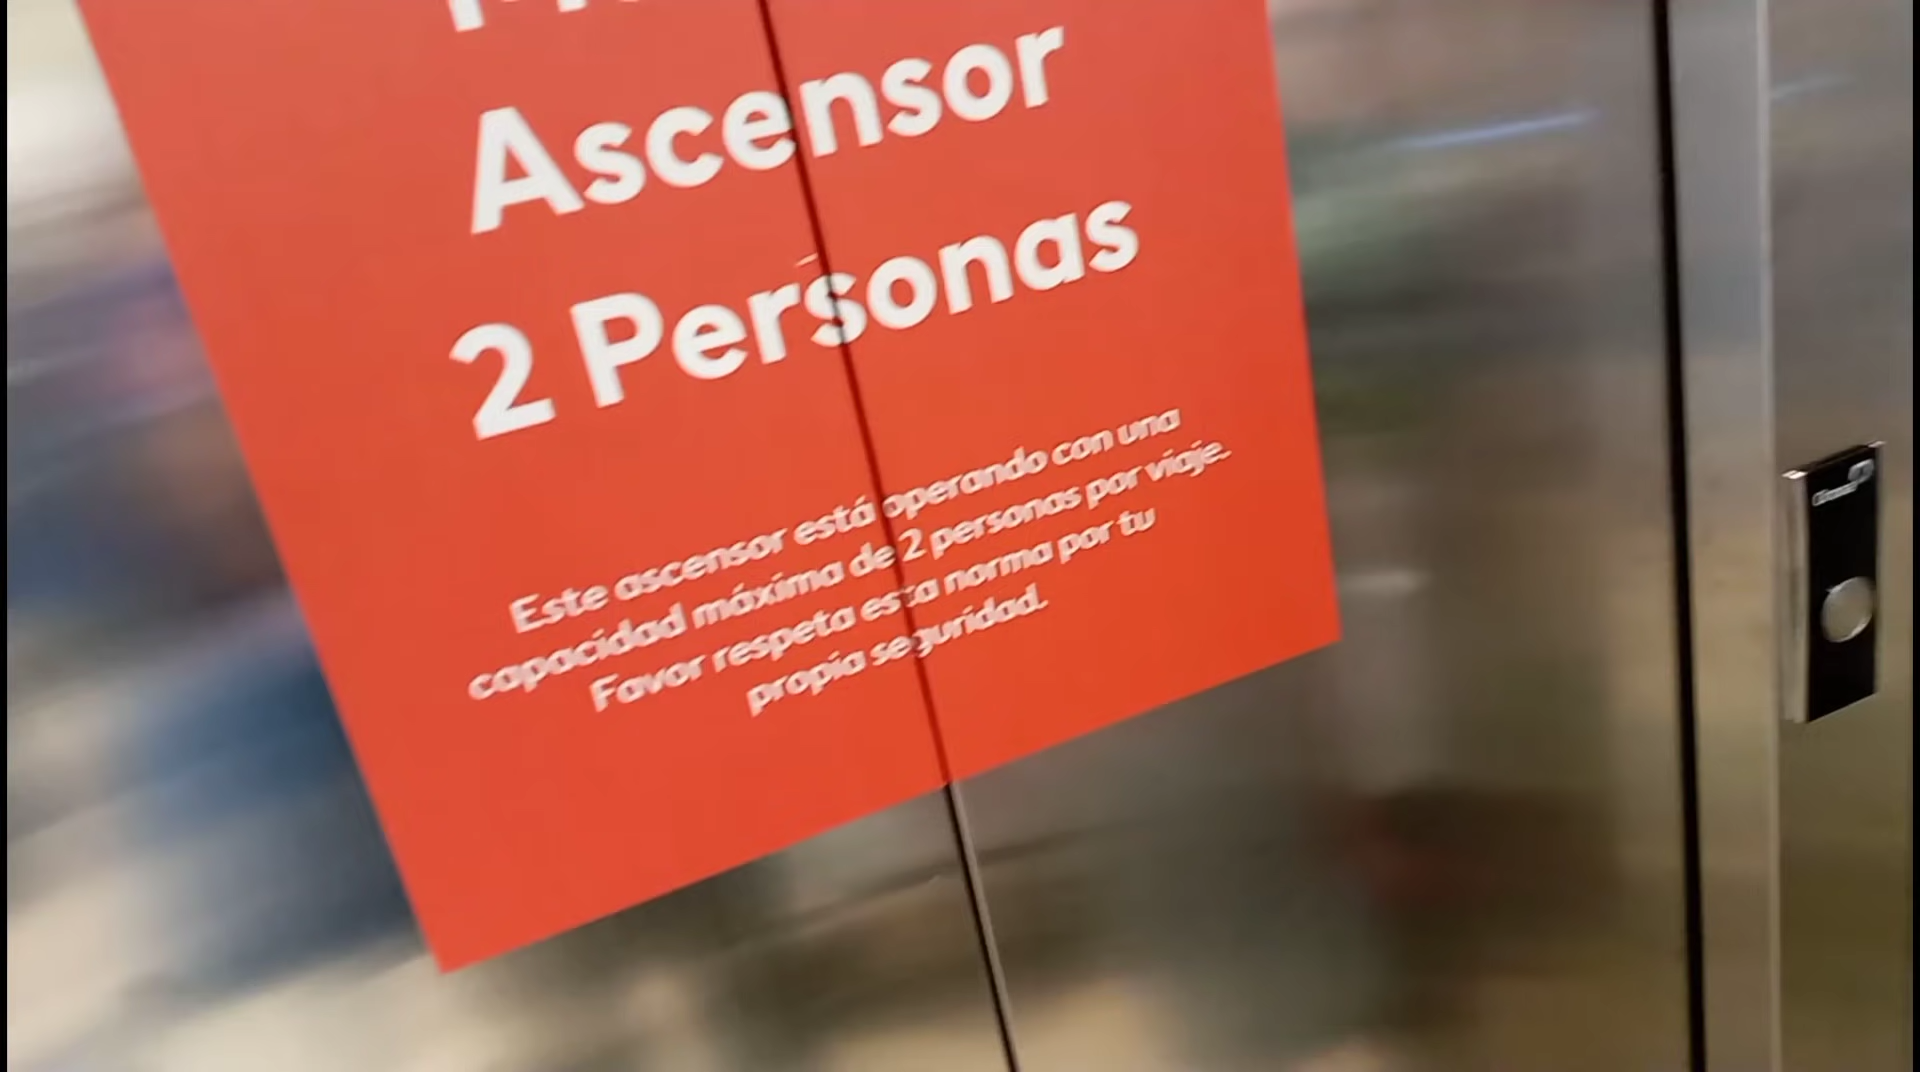 Ascensor
2 Personas
Este ascensor está operando con una
capacidad máxima de 2 personas por viaje.
Favor respeta esta norma por tu
propia seguridad.